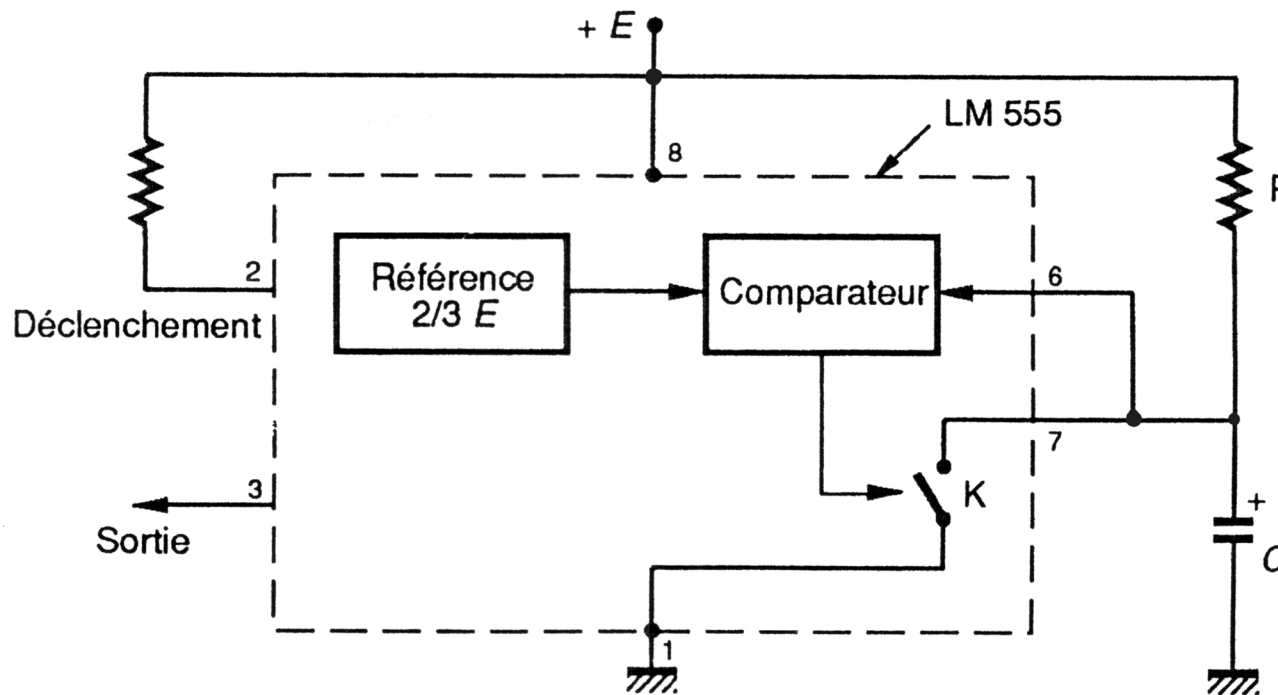 + E
LM 555
8
R
2
Référence
2/3 E
Comparateur
6
Déclenchement
7
3
K
+
Sortie
C
1